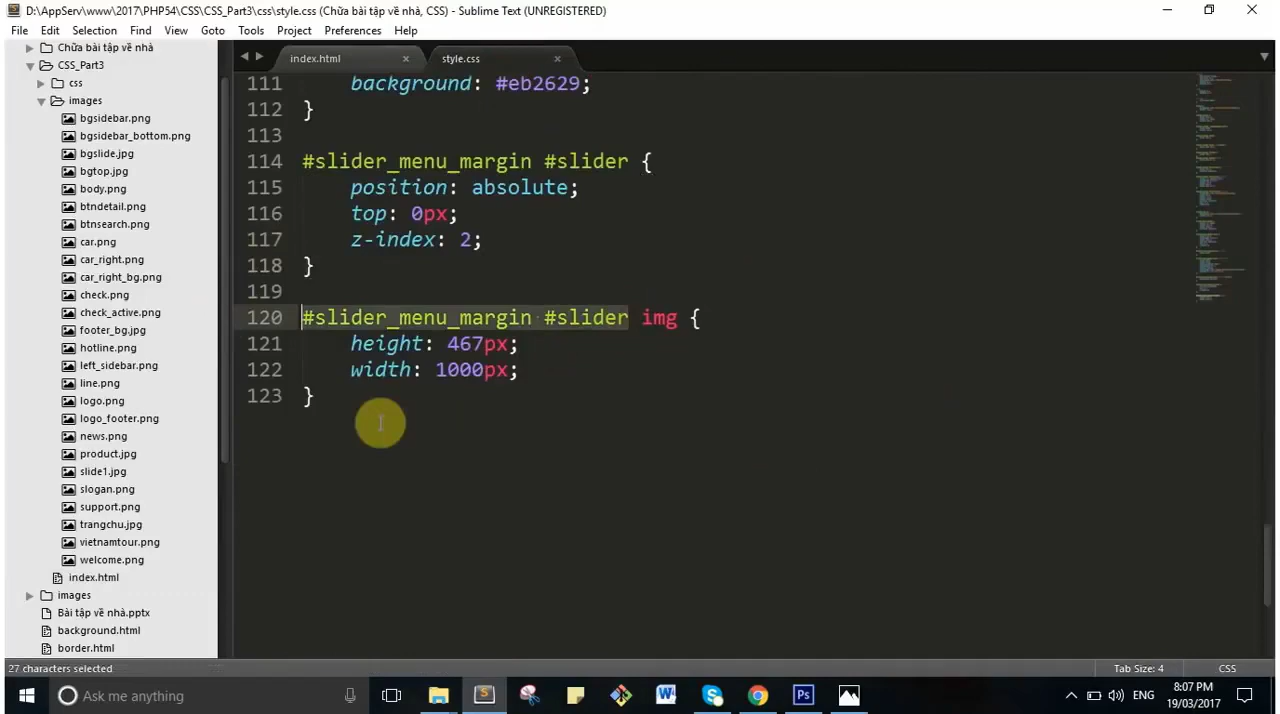 D:\AppServ\www\2017\PHP54\CSS\CSS_Part3\css\style.css (Chữa bài tập về nhà, CSS) - Sublime Text (UNREGISTERED)
File Edit Selection Find View Goto Tools Project Preferences Help
Chữa bài tập về nhà
CSS_Part3
css
images
bgsidebar.png
bgsidebar_bottom.png
bgslide.jpg
bgtop.jpg
body.png
btndetail.png
btnsearch.png
car.png
car_right.png
car_right_bg.png
check.png
check_active.png
footer_bg.jpg
hotline.png
left_sidebar.png
line.png
logo.png
logo_footer.png
news.png
product.jpg
slide1.jpg
slogan.png
support.png
trangchu.jpg
vietnamtour.png
welcome.png
index.html
images
Bài tập về nhà.pptx
background.html
border.html
index.html style.css
111 background: #eb2629;
112 }
113
114 #slider_menu_margin #slider {
115 position: absolute;
116 top: 0px;
117 z-index: 2;
118 }
119
120 #slider_menu_margin #slider img {
121 height: 467px;
122 width: 1000px;
123 }
27 characters selected Tab Size: 4 CSS
Ask me anything
ENG
8:07 PM
19/03/2017